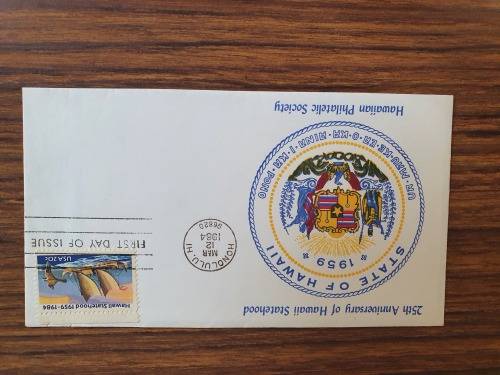 25th Anniversary of Hawaii Statehood
STATE OF HAWAII
1959
UA·MAU·KE·EA·O·KA·AINA·I·KA·PONO
Hawaiian Philatelic Society
HONOLULU, HI
MAR
12
1984
96820
FIRST DAY OF ISSUE
Hawaii Statehood 1959-1984
USA 20c